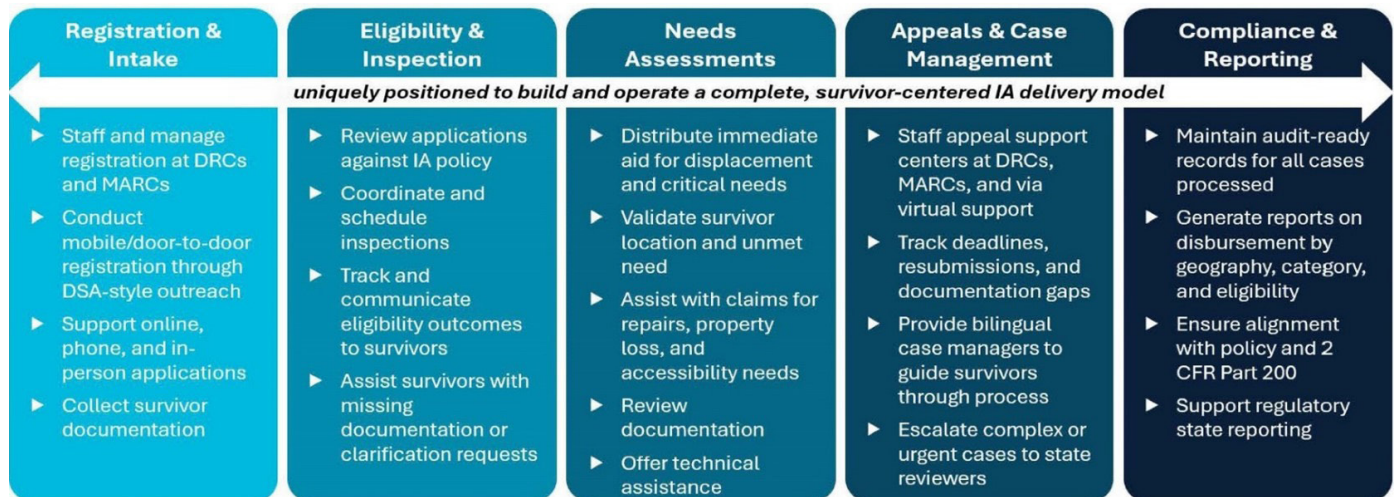 Registration &
Intake
Eligibility &
Inspection
Needs
Assessments
Appeals & Case
Management
Compliance &
Reporting
uniquely positioned to build and operate a complete, survivor-centered IA delivery model
▶ Staff and manage
registration at DRCs
and MARCs
▶ Conduct
mobile/door-to-door
registration through
DSA-style outreach
▶ Support online,
phone, and in-
person applications
▶ Collect survivor
documentation
▶ Review applications
against IA policy
▶ Coordinate and
schedule
inspections
▶ Track and
communicate
eligibility outcomes
to survivors
▶ Assist survivors with
missing
documentation or
clarification requests
▶ Distribute immediate
aid for displacement
and critical needs
▶ Validate survivor
location and unmet
need
▶ Assist with claims for
repairs, property
loss, and
accessibility needs
▶ Review
documentation
▶ Offer technical
assistance
▶ Staff appeal support
centers at DRCs,
MARCs, and via
virtual support
▶ Track deadlines,
resubmissions, and
documentation gaps
▶ Provide bilingual
case managers to
guide survivors
through process
▶ Escalate complex or
urgent cases to state
reviewers
▶ Maintain audit-ready
records for all cases
processed
▶ Generate reports on
disbursement by
geography, category,
and eligibility
▶ Ensure alignment
with policy and 2
CFR Part 200
▶ Support regulatory
state reporting